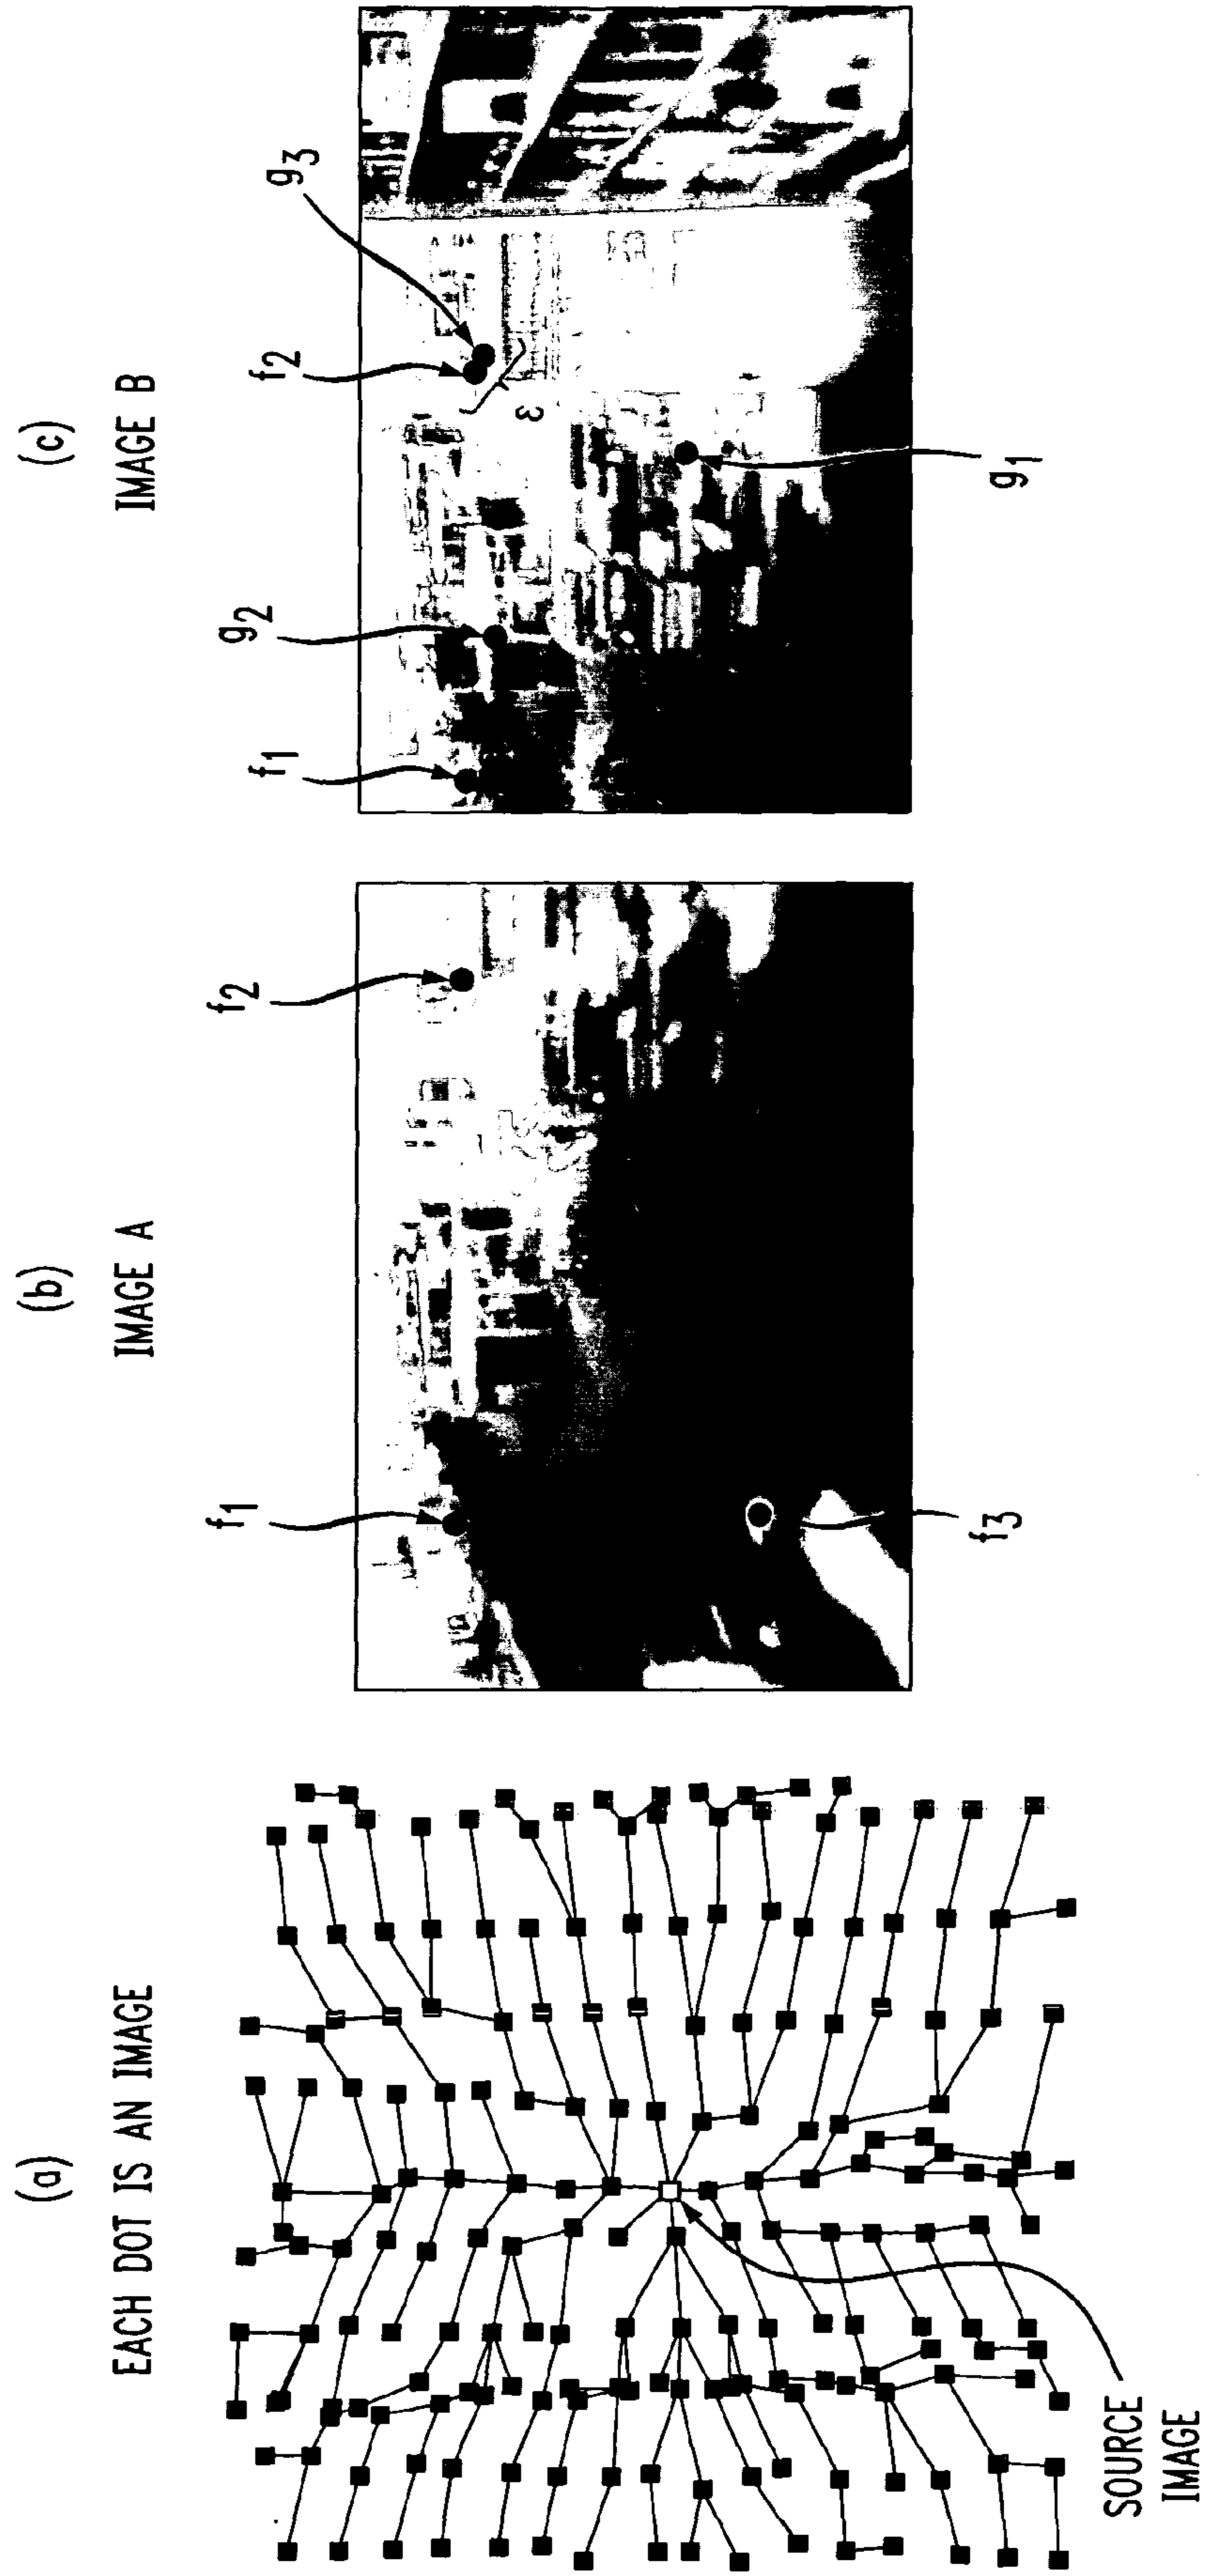 (a)
EACH DOT IS AN IMAGE
SOURCE
IMAGE
(b)
IMAGE A
f1
f2
f3
(c)
IMAGE B
f1
g2
f2
g3
ε
g1